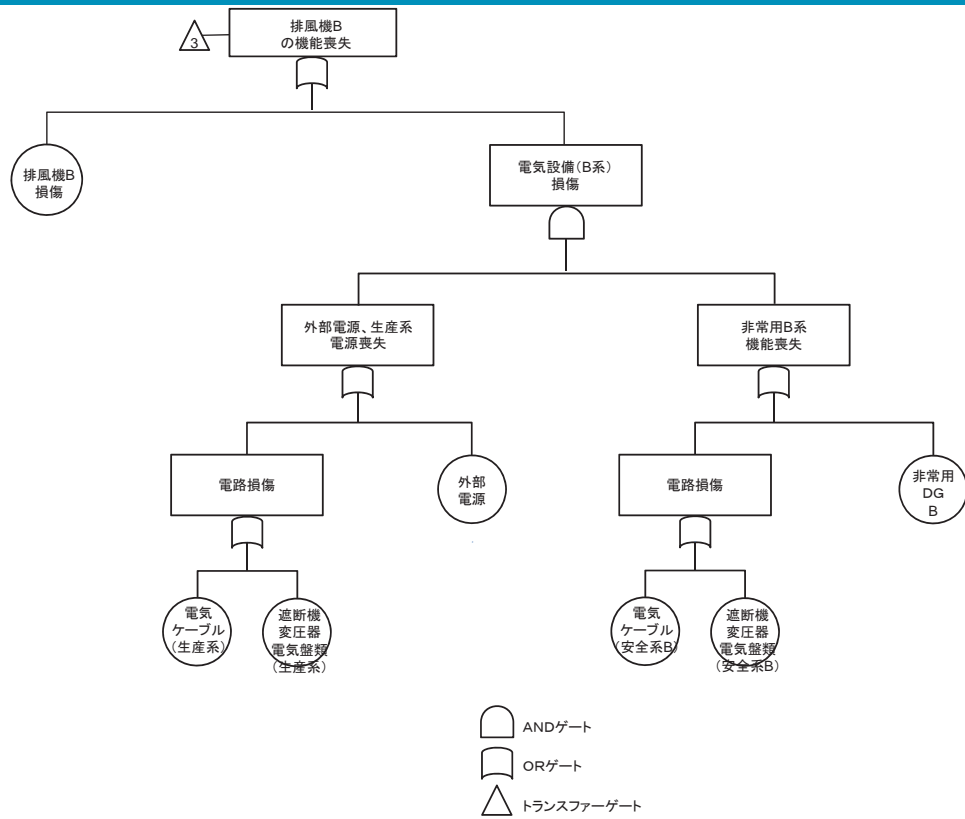 3
排風機B
の機能喪失
排風機B
損傷
電気設備(B系)
損傷
外部電源、生産系
電源喪失
非常用B系
機能喪失
電路損傷
外部
電源
電路損傷
非常用
DG
B
電気
ケーブル
(生産系)
遮断機
変圧器
電気盤類
(生産系)
電気
ケーブル
(安全系B)
遮断機
変圧器
電気盤類
(安全系B)
ANDゲート
ORゲート
トランスファーゲート